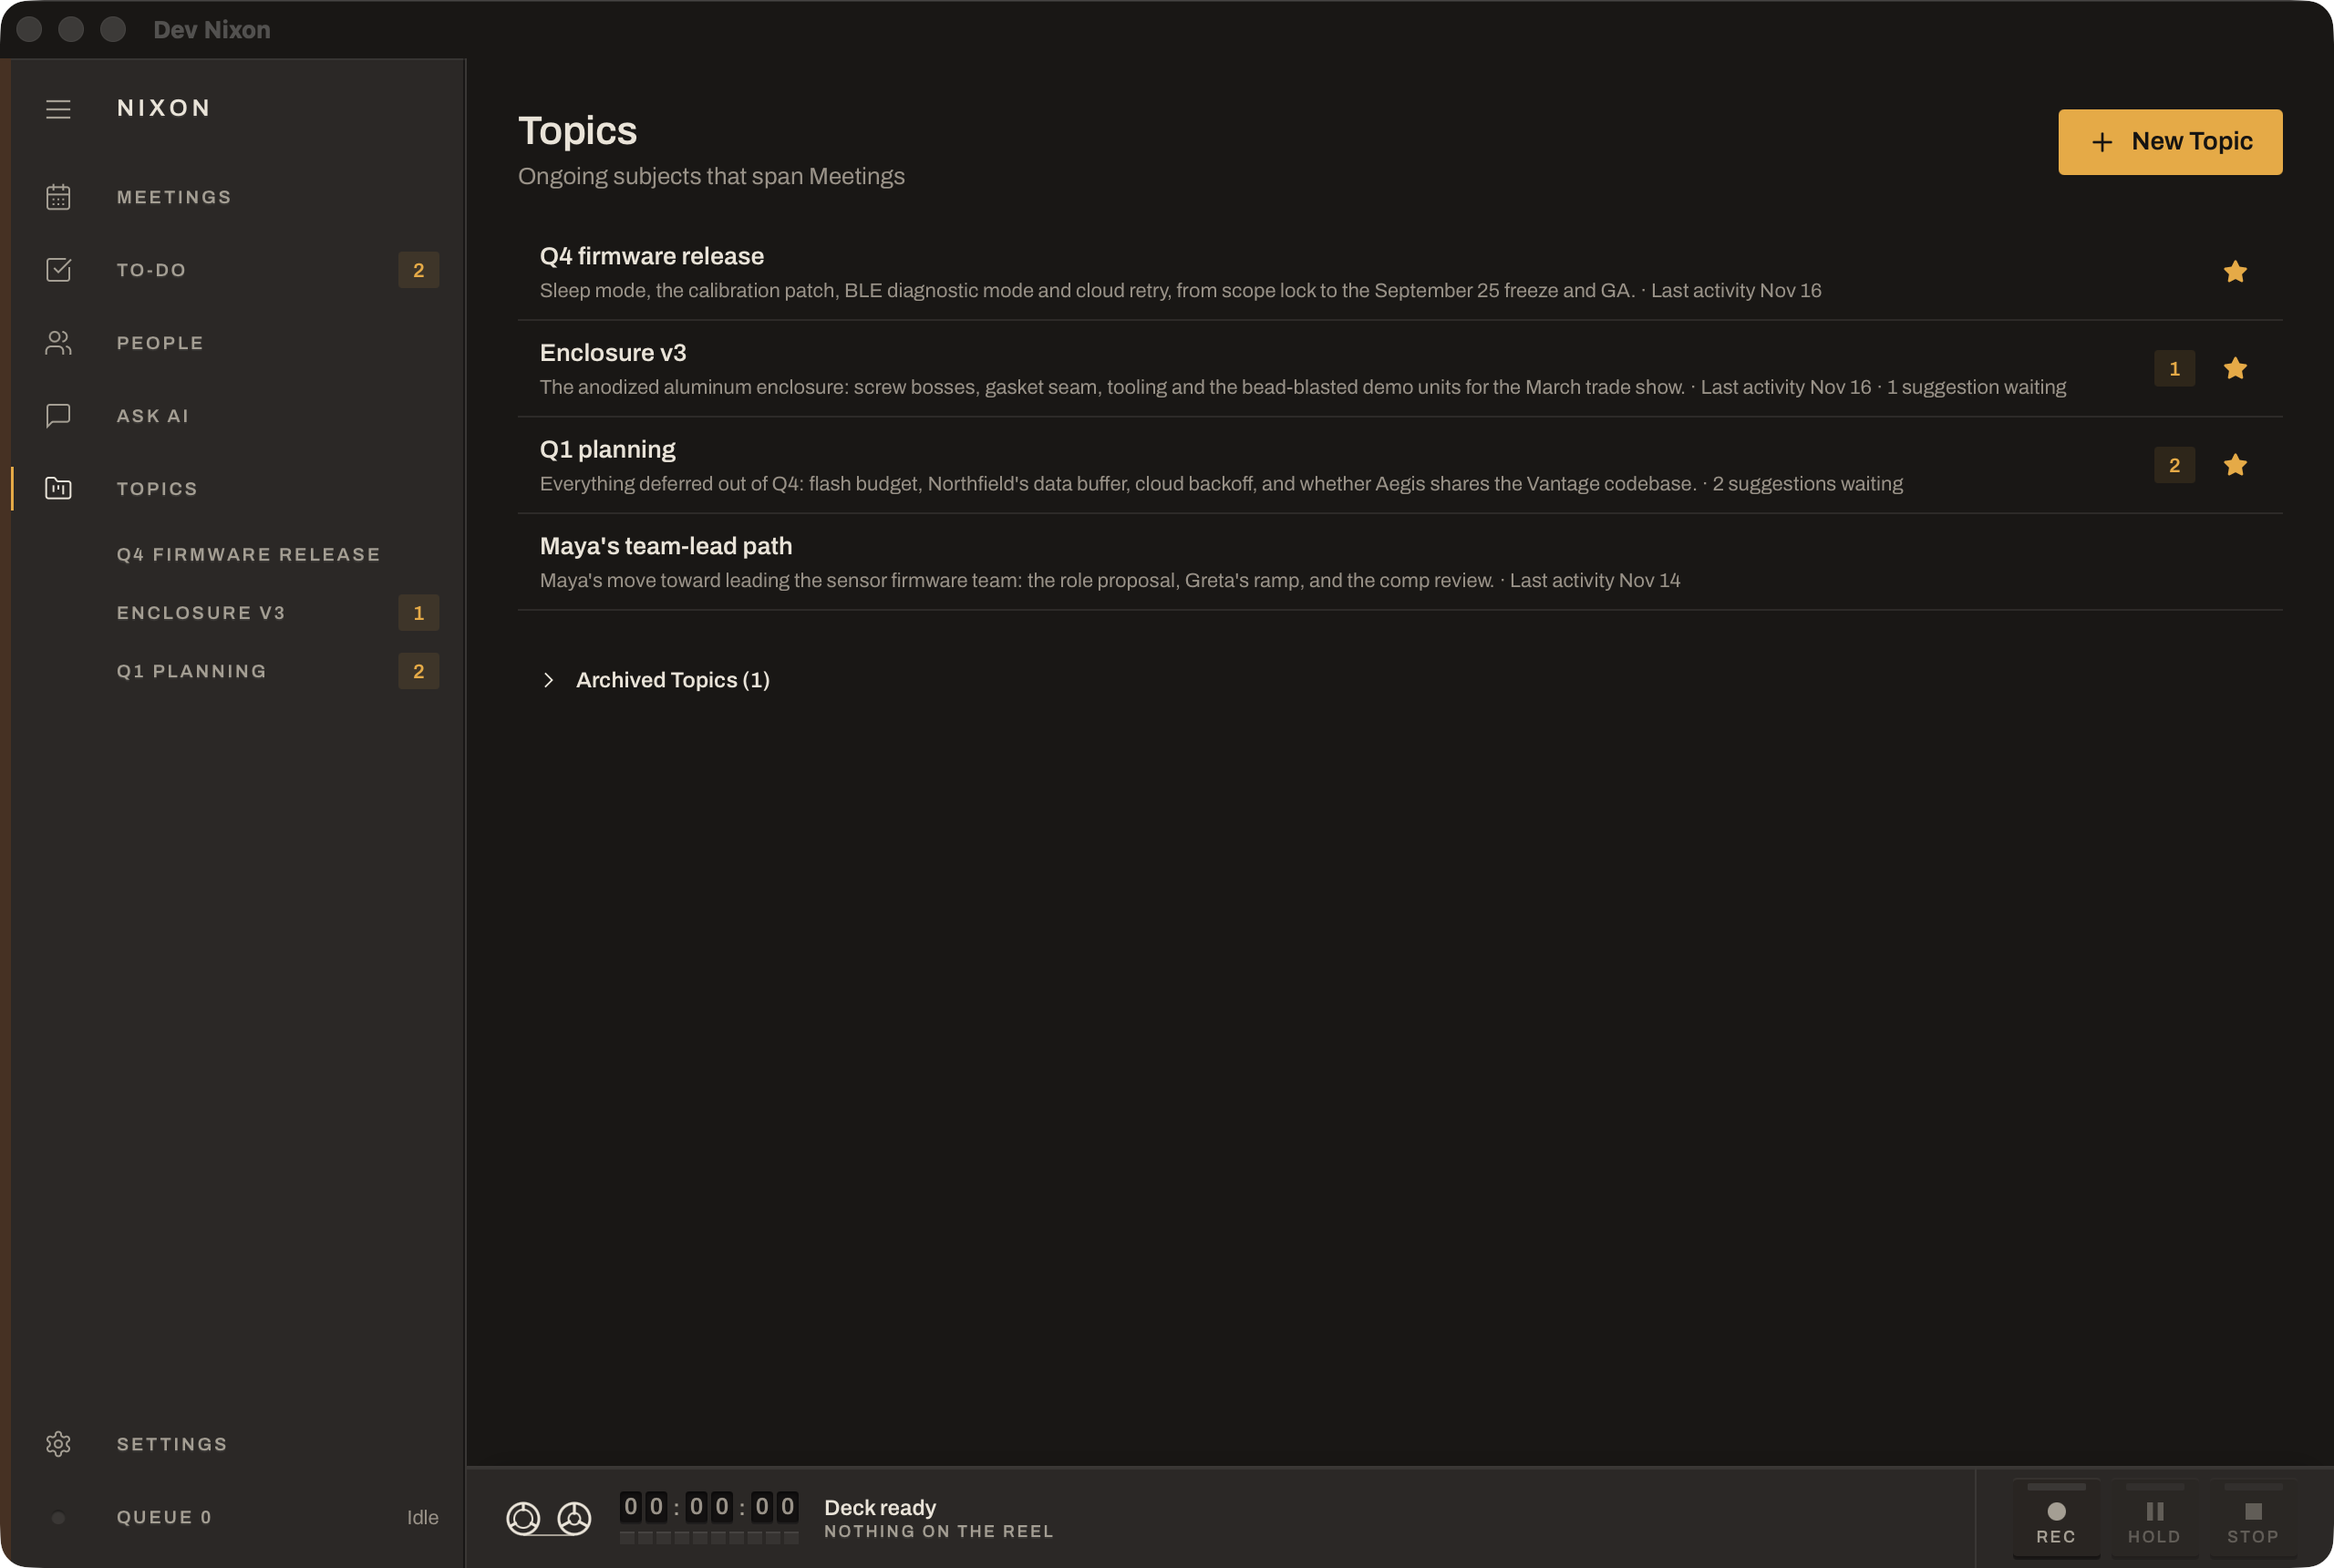 Dev Nixon
NIXON
MEETINGS
TO-DO
2
PEOPLE
ASK AI
TOPICS
Q4 FIRMWARE RELEASE
ENCLOSURE V3
1
Q1 PLANNING
2
SETTINGS
QUEUE 0
Idle
Topics
Ongoing subjects that span Meetings
New Topic
Q4 firmware release
Sleep mode, the calibration patch, BLE diagnostic mode and cloud retry, from scope lock to the September 25 freeze and GA. · Last activity Nov 16
Enclosure v3
The anodized aluminum enclosure: screw bosses, gasket seam, tooling and the bead-blasted demo units for the March trade show. · Last activity Nov 16 · 1 suggestion waiting
1
Q1 planning
Everything deferred out of Q4: flash budget, Northfield's data buffer, cloud backoff, and whether Aegis shares the Vantage codebase. · 2 suggestions waiting
2
Maya's team-lead path
Maya's move toward leading the sensor firmware team: the role proposal, Greta's ramp, and the comp review. · Last activity Nov 14
Archived Topics (1)
00:00:00
Deck ready
NOTHING ON THE REEL
REC
HOLD
STOP